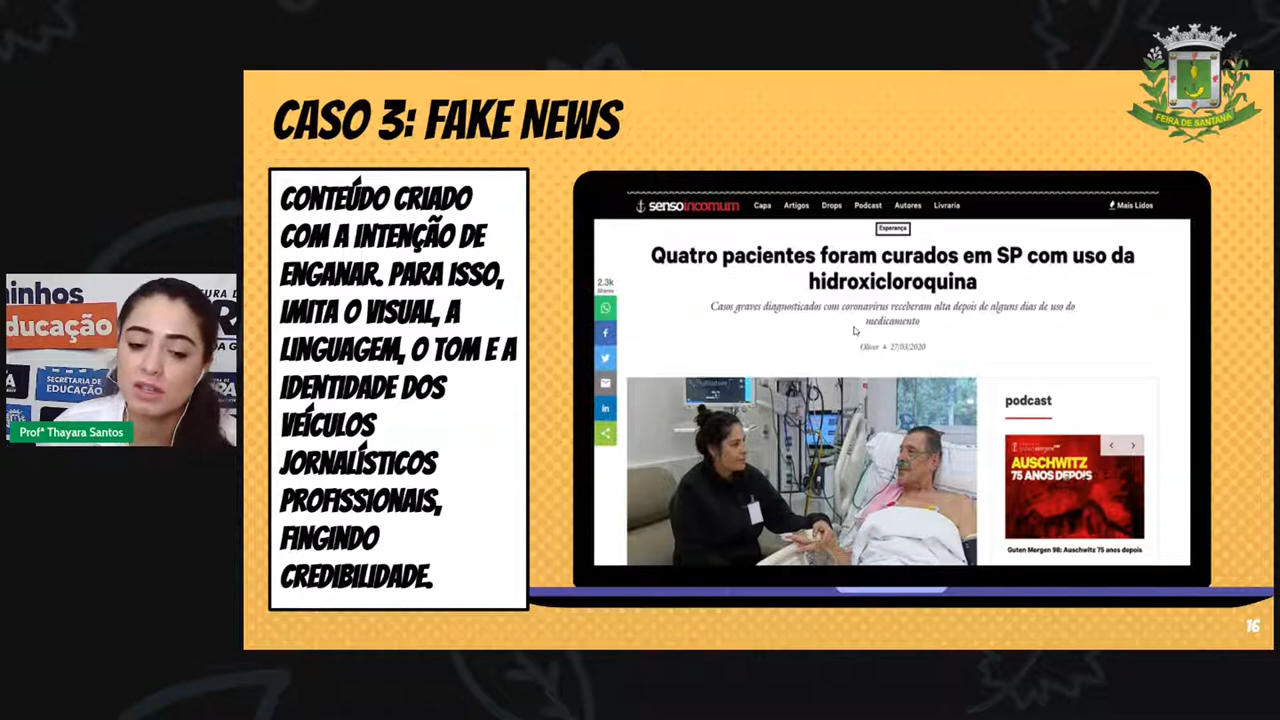 FEIRA DE SANTANA
CASO 3: FAKE NEWS
CONTEÚDO CRIADO
COM A INTENÇÃO DE
ENGANAR. PARA ISSO,
IMITA O VISUAL, A
LINGUAGEM, O TOM E A
IDENTIDADE DOS
VEÍCULOS
JORNALÍSTICOS
PROFISSIONAIS,
FINGINDO
CREDIBILIDADE.
sensoincomum Capa Artigos Drops Podcast Autores Livraria Mais Lidos
Esperança
Quatro pacientes foram curados em SP com uso da
hidroxicloroquina
Casos graves diagnosticados com coronavírus receberam alta depois de alguns dias de uso do
medicamento
27/03/2020
2.3k
Shares
in
podcast
AUSCHWITZ
75 ANOS DEPOIS
Guten Morgen 98: Auschwitz 75 anos depois
ninhos
educação
SECRETARIA DE
EDUCAÇÃO
Profª Thayara Santos
16